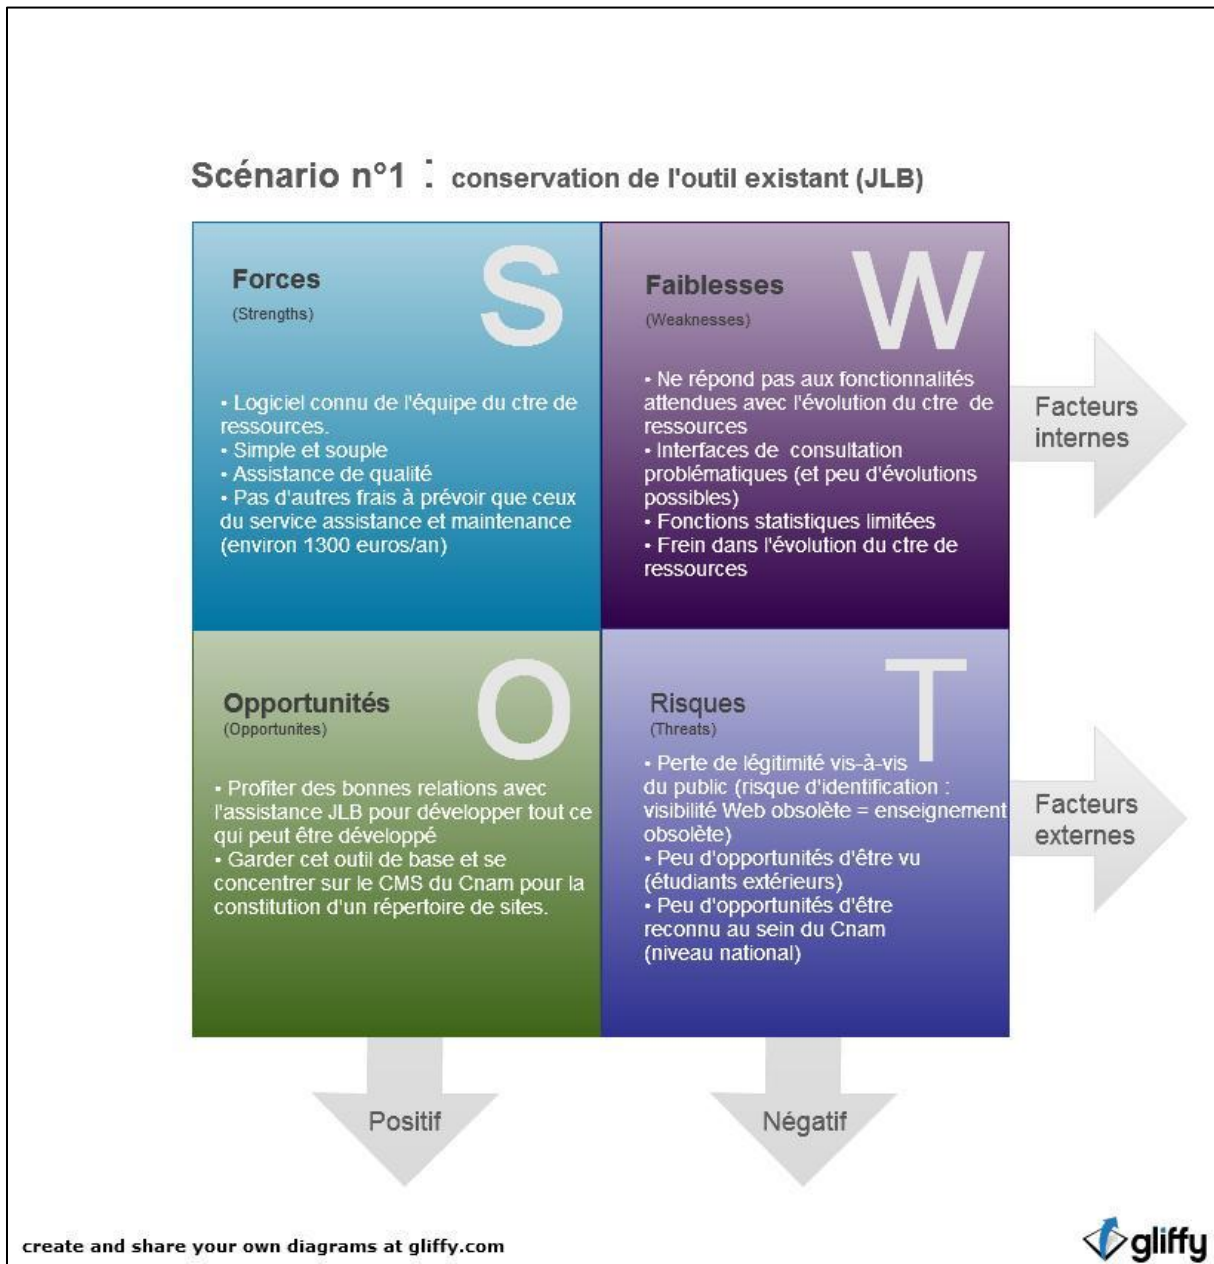 Scénario n°1 : conservation de l'outil existant (JLB)
Forces
(Strengths)
S
• Logiciel connu de l'équipe du ctre de
ressources.
• Simple et souple
• Assistance de qualité
• Pas d'autres frais à prévoir que ceux
du service assistance et maintenance
(environ 1300 euros/an)
Faiblesses
(Weaknesses)
W
• Ne répond pas aux fonctionnalités
attendues avec l'évolution du ctre de
ressources
• Interfaces de consultation
problématiques (et peu d'évolutions
possibles)
• Fonctions statistiques limitées
• Frein dans l'évolution du ctre de
ressources
Facteurs
internes
Opportunités
(Opportunites)
O
• Profiter des bonnes relations avec
l'assistance JLB pour développer tout ce
qui peut être développé
• Garder cet outil de base et se
concentrer sur le CMS du Cnam pour la
constitution d'un répertoire de sites.
Risques
(Threats)
T
• Perte de légitimité vis-à-vis
du public (risque d'identification :
visibilité Web obsolète = enseignement
obsolète)
• Peu d'opportunités d'être vu
(étudiants extérieurs)
• Peu d'opportunités d'être
reconnu au sein du Cnam
(niveau national)
Facteurs
externes
Positif
Négatif
create and share your own diagrams at gliffy.com
gliffy